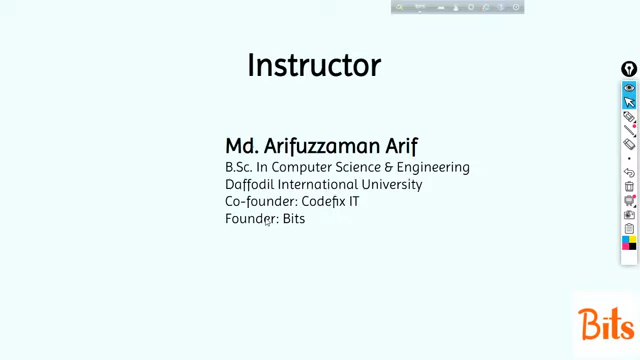 Instructor
Md. Arifuzzaman Arif
B.Sc. In Computer Science & Engineering
Daffodil International University
Co-founder: Codefix IT
Founder: Bits
Bits